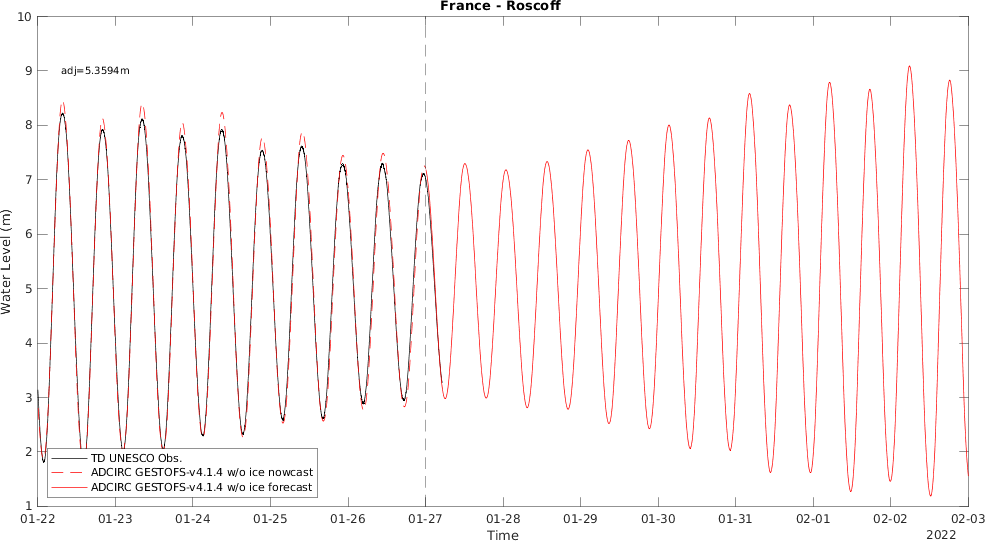 France - Roscoff
adj=5.3594m
Water Level (m)
10
9
8
7
6
5
4
3
2
1
TD UNESCO Obs.
ADCIRC GESTOFS-v4.1.4 w/o ice nowcast
ADCIRC GESTOFS-v4.1.4 w/o ice forecast
01-22 01-23 01-24 01-25 01-26 01-27 01-28 01-29 01-30 01-31 02-01 02-02 02-03
Time
2022